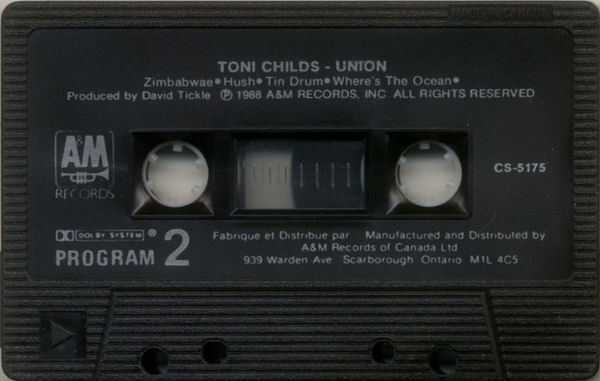 MADE IN CANADA
TONI CHILDS - UNION
Zimbabwae • Hush • Tin Drum • Where's The Ocean •
Produced by David Tickle ℗ 1988 A&M RECORDS, INC ALL RIGHTS RESERVED
A&M
RECORDS
CS-5175
DOLBY SYSTEM ®
PROGRAM 2
Fabrique et Distribue par Manufactured and Distributed by
A&M Records of Canada Ltd
939 Warden Ave Scarborough Ontario M1L 4C5